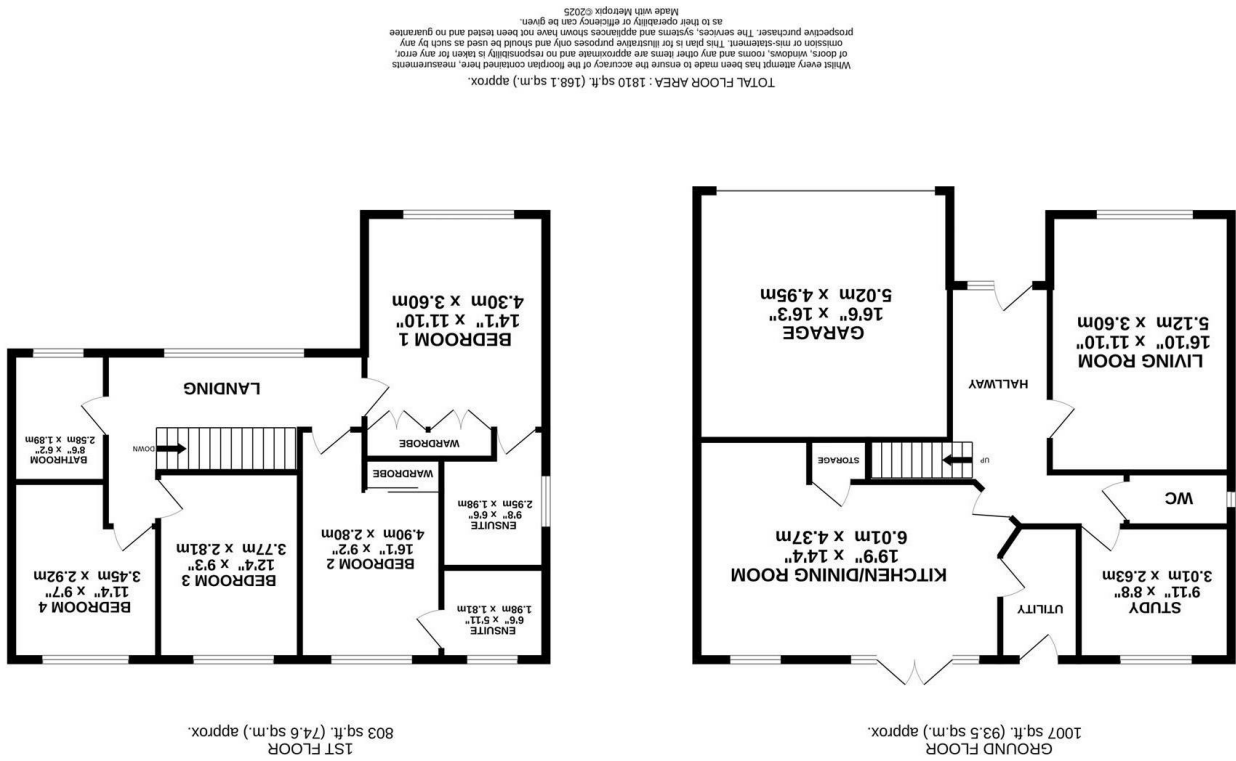 GROUND FLOOR
1007 sq.ft. (93.5 sq.m.) approx.
1ST FLOOR
803 sq.ft. (74.6 sq.m.) approx.
STUDY
9'11" x 8'8"
3.01m x 2.63m
UTILITY
KITCHEN/DINING ROOM
19'9" x 14'4"
6.01m x 4.37m
WC
STORAGE
UP
LIVING ROOM
16'10" x 11'10"
5.12m x 3.60m
HALLWAY
GARAGE
16'6" x 16'3"
5.02m x 4.95m
ENSUITE
6'6" x 5'11"
1.98m x 1.81m
BEDROOM 2
16'1" x 9'2"
4.90m x 2.80m
BEDROOM 3
12'4" x 9'3"
3.77m x 2.81m
BEDROOM 4
11'4" x 9'7"
3.45m x 2.92m
ENSUITE
9'8" x 6'6"
2.95m x 1.98m
WARDROBE
WARDROBE
DOWN
BATHROOM
8'6" x 6'2"
2.58m x 1.89m
LANDING
BEDROOM 1
14'1" x 11'10"
4.30m x 3.60m
TOTAL FLOOR AREA : 1810 sq.ft. (168.1 sq.m.) approx.
Whilst every attempt has been made to ensure the accuracy of the floorplan contained here, measurements
of doors, windows, rooms and any other items are approximate and no responsibility is taken for any error,
omission or mis-statement. This plan is for illustrative purposes only and should be used as such by any
prospective purchaser. The services, systems and appliances shown have not been tested and no guarantee
as to their operability or efficiency can be given.
Made with Metropix ©2025